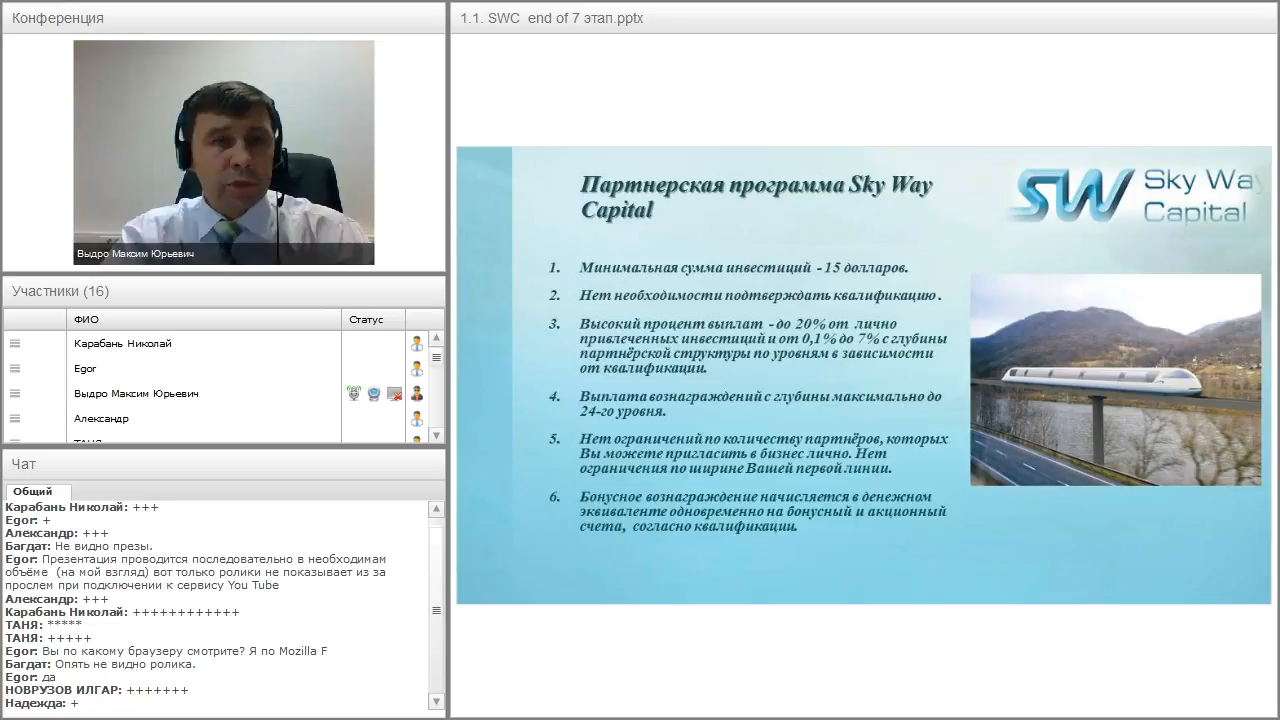 Конференция
Выдро Максим Юрьевич
Участники (16)
ФИО Статус
Карабань Николай
Egor
Выдро Максим Юрьевич
Александр
ТАНЯ
Чат
Общий
Карабань Николай: +++
Egor: +
Александр: +++
Багдат: Не видно презы.
Egor: Презентация проводится последовательно в необходимам
объёме (на мой взгляд) вот только ролики не показывает из за
прослем при подключении к сервису You Tube
Александр: +++
Карабань Николай: ++++++++++++
ТАНЯ: *****
ТАНЯ: +++++
Egor: Вы по какому браузеру смотрите? Я по Mozilla F
Багдат: Опять не видно ролика.
Egor: да
НОВРУЗОВ ИЛГАР: +++++++
Надежда: +
1.1. SWC end of 7 этап.pptx
Партнерская программа Sky Way
Capital
SW Sky Way
Capital
1. Минимальная сумма инвестиций - 15 долларов.
2. Нет необходимости подтверждать квалификацию .
3. Высокий процент выплат - до 20% от лично
привлеченных инвестиций и от 0,1% до 7% с глубины
партнёрской структуры по уровням в зависимости
от квалификации.
4. Выплата вознаграждений с глубины максимально до
24-го уровня.
5. Нет ограничений по количеству партнёров, которых
Вы можете пригласить в бизнес лично. Нет
ограничения по ширине Вашей первой линии.
6. Бонусное вознаграждение начисляется в денежном
эквиваленте одновременно на бонусный и акционный
счета, согласно квалификации.